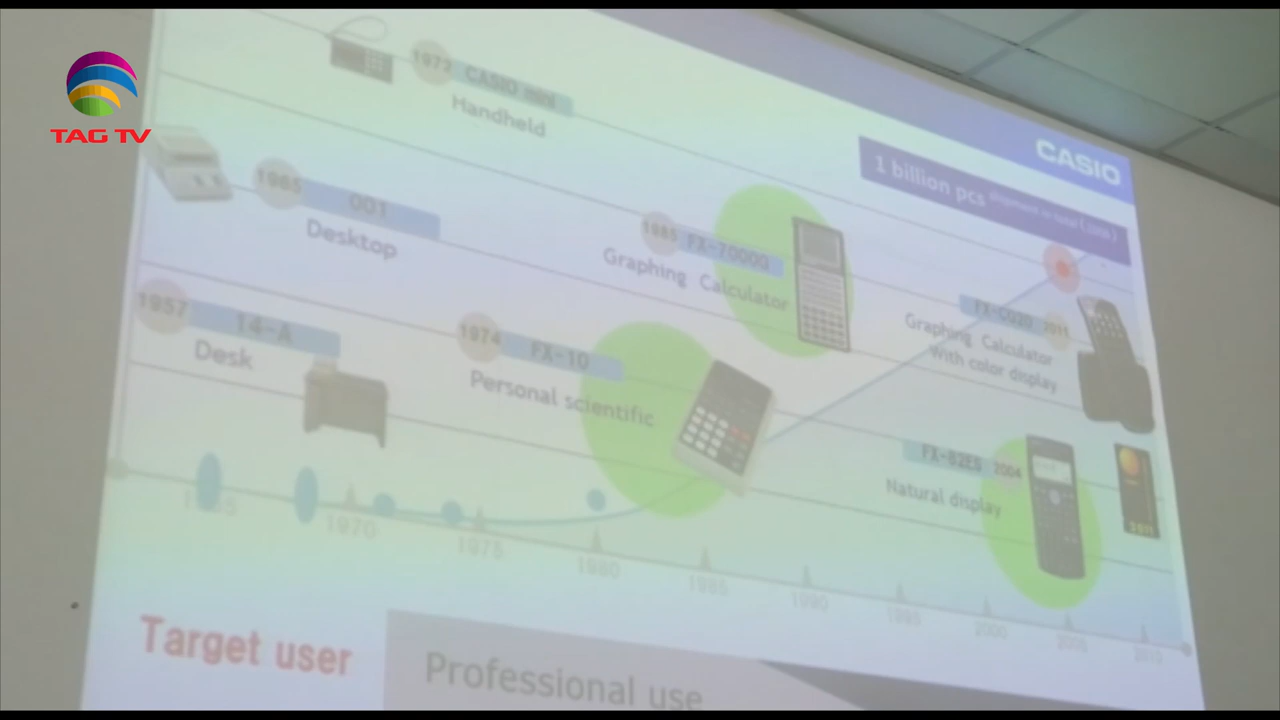 TAG TV
CASIO
1 billion pcs
1972 CASIO MINI
Handheld
1965 001
Desktop
1985 FX-7000G
Graphing Calculator
1957 14-A
Desk
1974 FX-10
Personal scientific
FX-CG20 2011
Graphing Calculator
With color display
FX-82ES 2004
Natural display
1970
1975
1980
1985
1990
1995
2000
Target user
Professional use